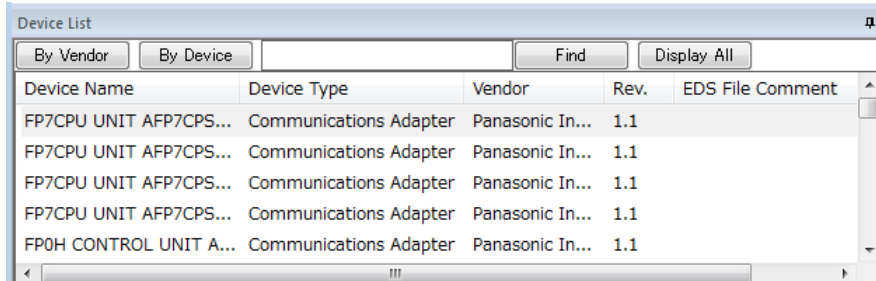 Device List
By Vendor By Device Find Display All
Device Name Device Type Vendor Rev. EDS File Comment
FP7CPU UNIT AFP7CPS... Communications Adapter Panasonic In... 1.1
FP7CPU UNIT AFP7CPS... Communications Adapter Panasonic In... 1.1
FP7CPU UNIT AFP7CPS... Communications Adapter Panasonic In... 1.1
FP7CPU UNIT AFP7CPS... Communications Adapter Panasonic In... 1.1
FP0H CONTROL UNIT A... Communications Adapter Panasonic In... 1.1